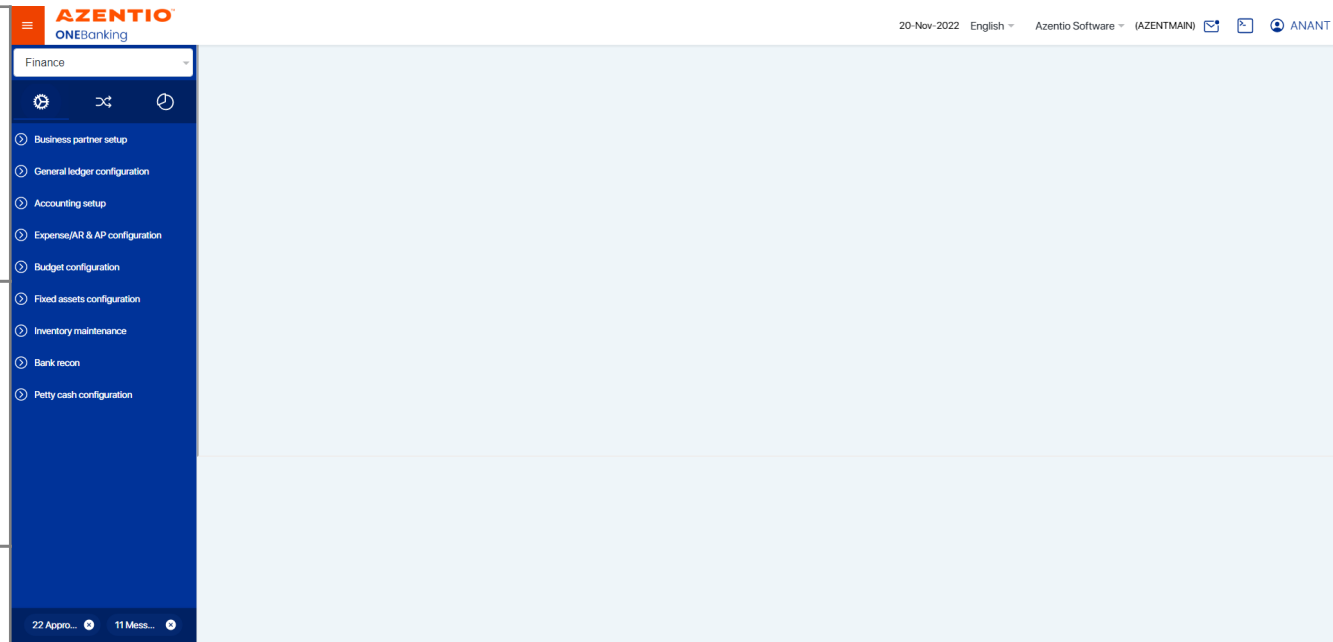 AZENTIO™
ONEBanking
20-Nov-2022 English Azentio Software (AZENTMAIN) ANANT
Finance
Business partner setup
General ledger configuration
Accounting setup
Expense/AR & AP configuration
Budget configuration
Fixed assets configuration
Inventory maintenance
Bank recon
Petty cash configuration
22 Appro... 11 Mess...